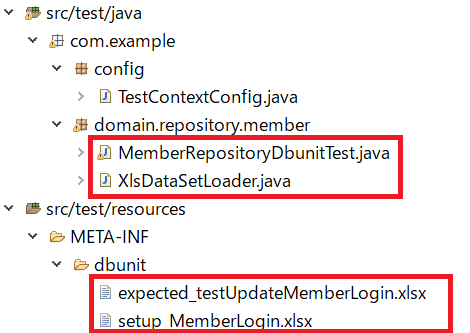 src/test/java
com.example
config
TestContextConfig.java
domain.repository.member
MemberRepositoryDbunitTest.java
XlsDataSetLoader.java
src/test/resources
META-INF
dbunit
expected_testUpdateMemberLogin.xlsx
setup_MemberLogin.xlsx